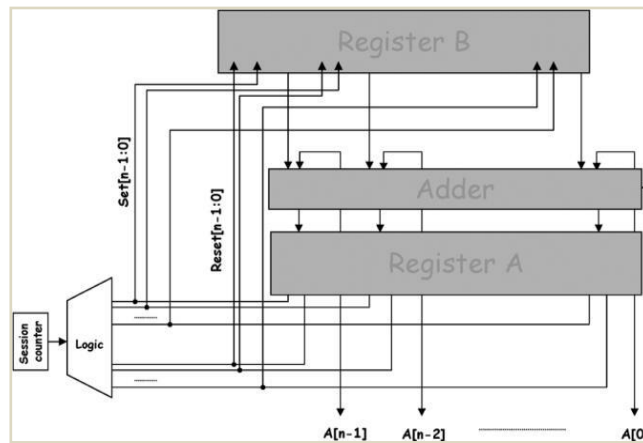 Register B
Set[n-1:0]
Reset[n-1:0]
Adder
Register A
Session
counter
Logic
A[n-1]
A[n-2]
A[0